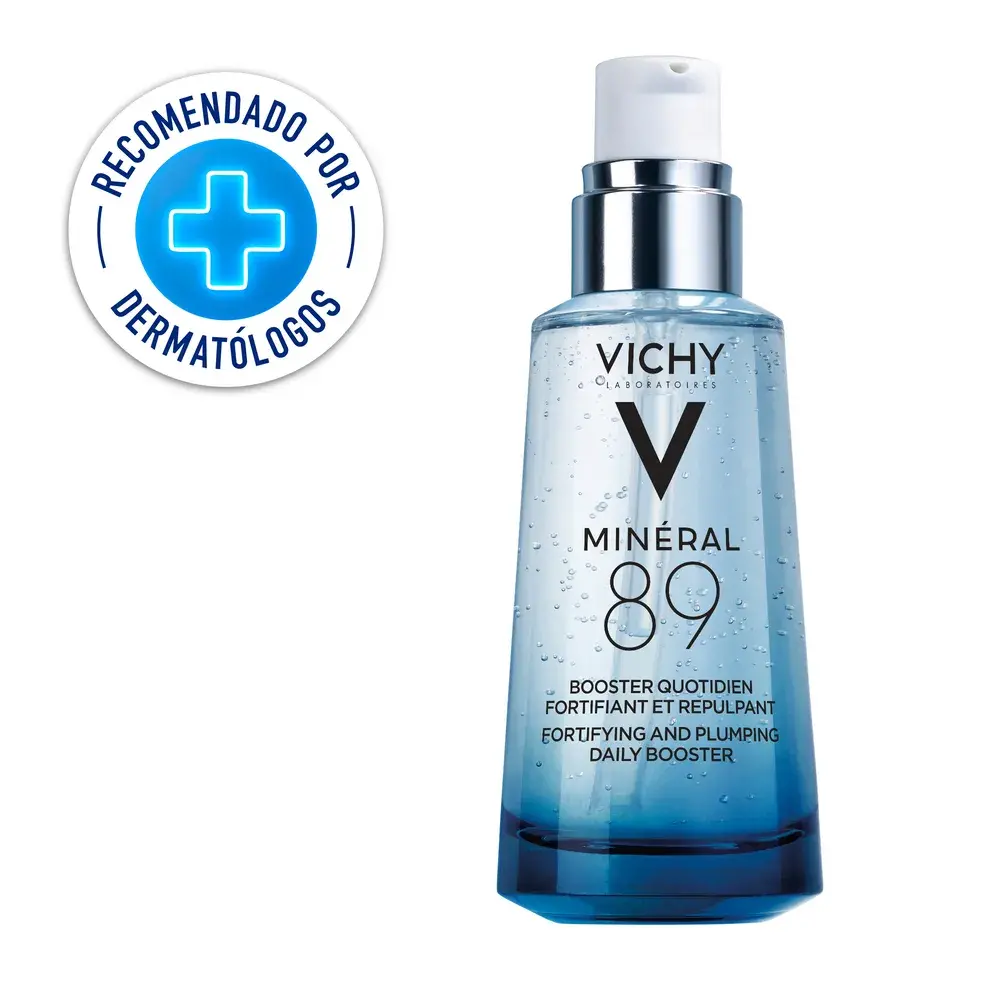 RECOMENDADO POR
DERMATÓLOGOS
VICHY
LABORATOIRES
V
MINÉRAL
89
BOOSTER QUOTIDIEN
FORTIFIANT ET REPULPANT
FORTIFYING AND PLUMPING
DAILY BOOSTER